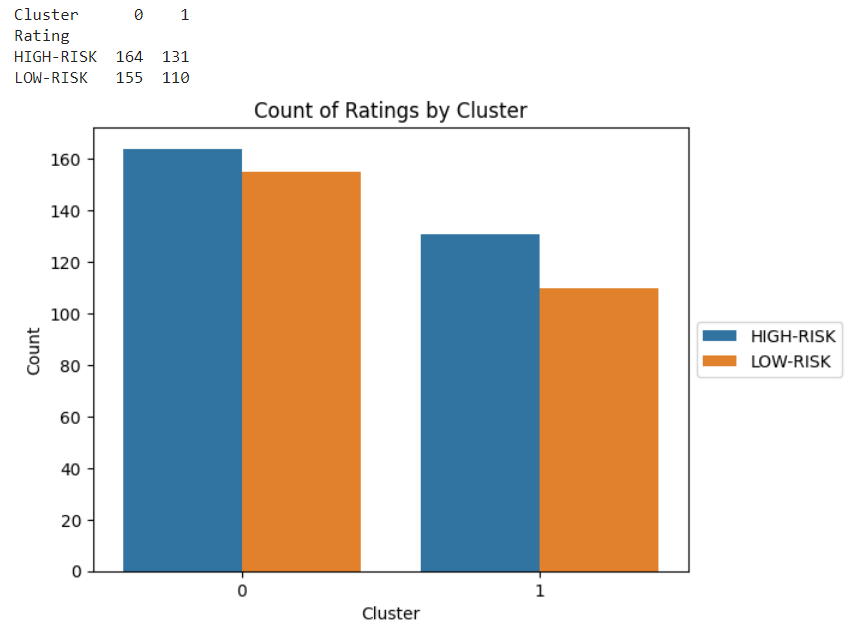 Cluster 0 1
Rating
HIGH-RISK 164 131
LOW-RISK 155 110
Count of Ratings by Cluster
160
140
120
100
80
60
40
20
0
Count
0 1
Cluster
HIGH-RISK
LOW-RISK